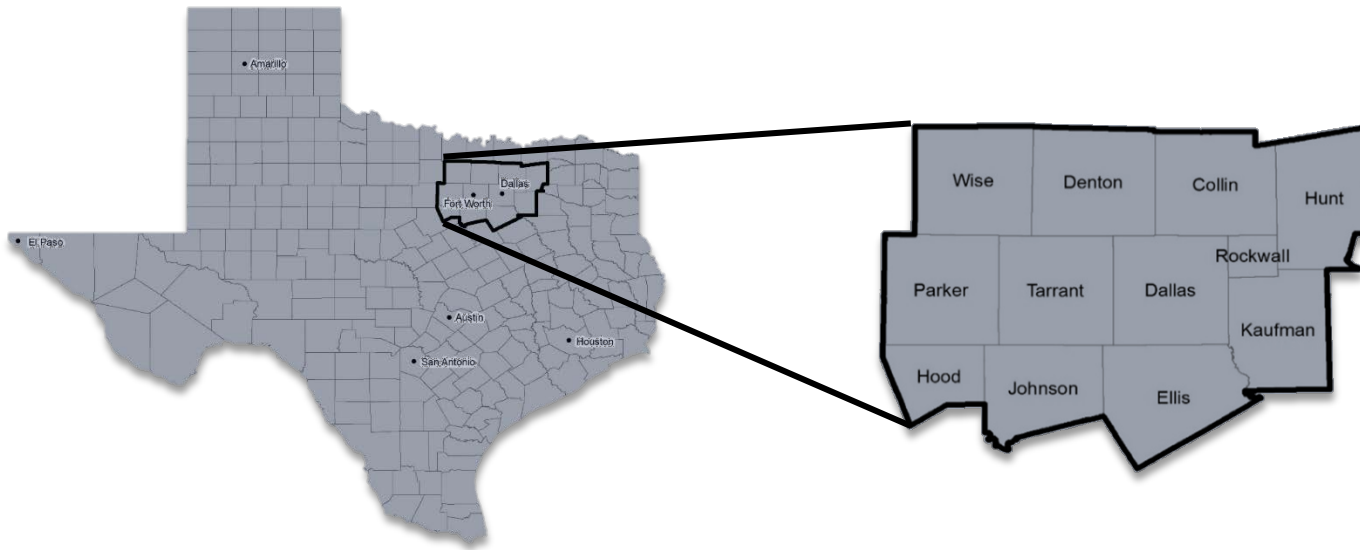 Amarillo
Dallas
Fort Worth
El Paso
Austin
Houston
San Antonio
Wise
Denton
Collin
Hunt
Rockwall
Parker
Tarrant
Dallas
Kaufman
Hood
Johnson
Ellis